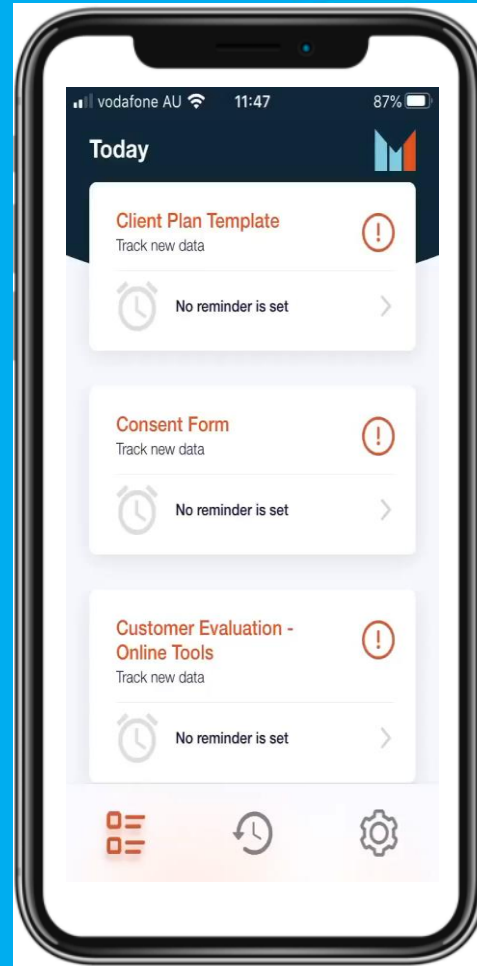 vodafone AU 11:47 87%
Today
Client Plan Template
Track new data
No reminder is set
Consent Form
Track new data
No reminder is set
Customer Evaluation -
Online Tools
Track new data
No reminder is set